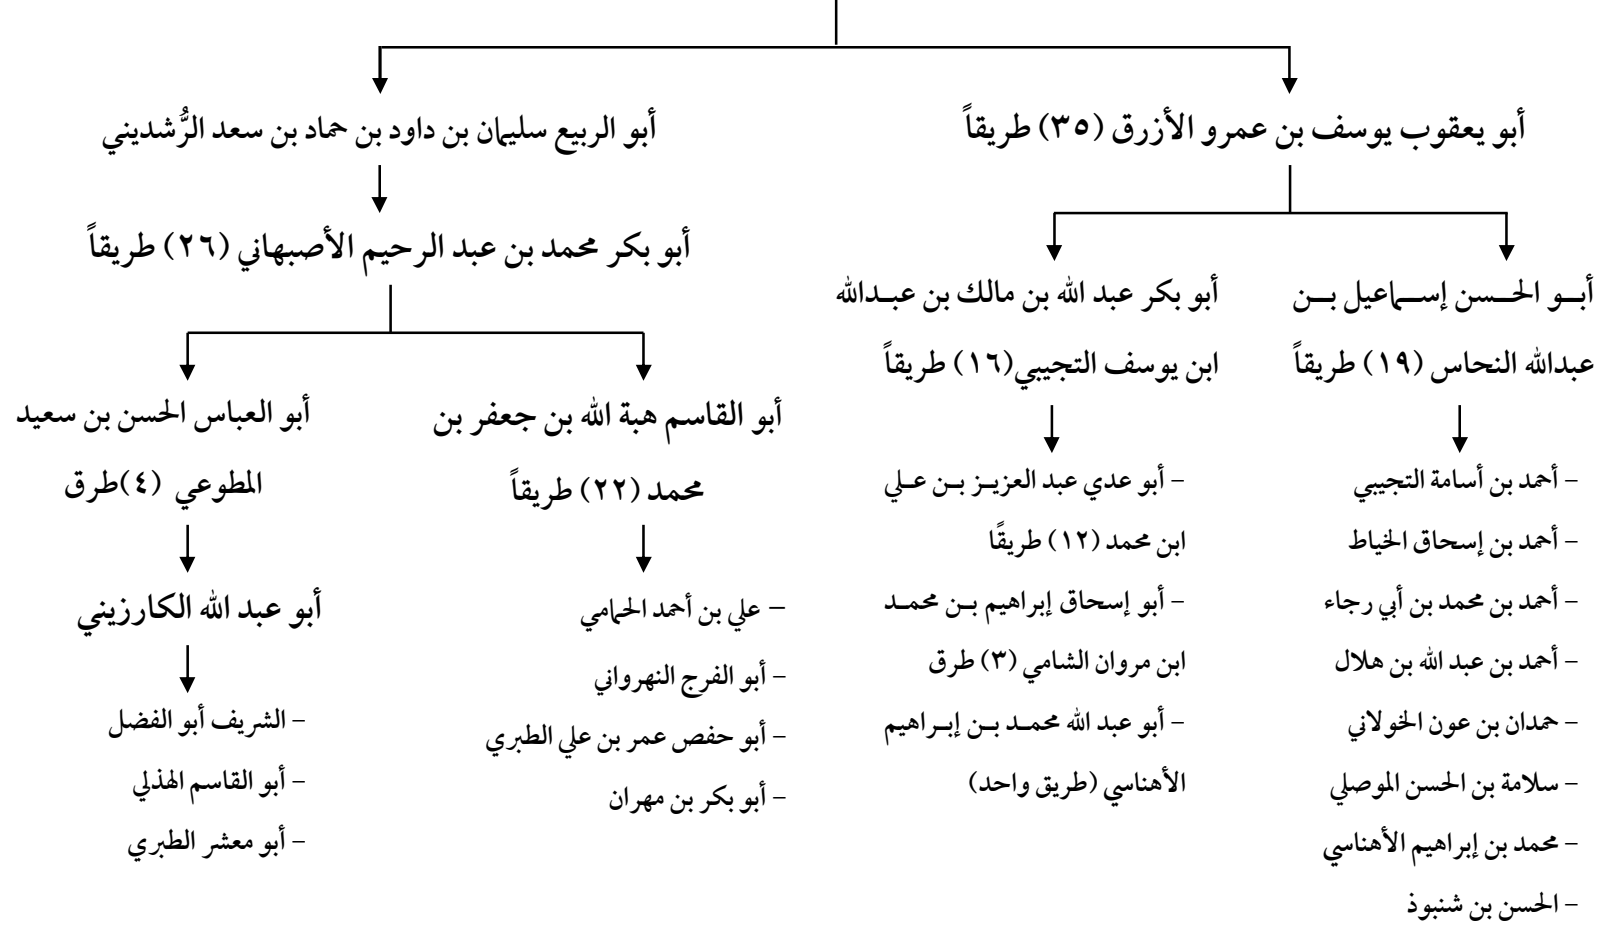 أبو يعقوب يوسف بن عمرو الأزرق (٣٥) طريقاً
أبو الحسن إسماعيل بن
عبدالله النحاس (١٩) طريقاً
– أحمد بن أسامة التجيبي
– أحمد بن إسحاق الخياط
– أحمد بن محمد بن أبي رجاء
– أحمد بن عبد الله بن هلال
– حمدان بن عون الخولاني
– سلامة بن الحسن الموصلي
– محمد بن إبراهيم الأهناسي
– الحسن بن شنبوذ
أبو بكر عبد الله بن مالك بن عبدالله
ابن يوسف التجيبي(١٦) طريقاً
– أبو عدي عبد العزيز بن علي
ابن محمد (١٢) طريقًا
– أبو إسحاق إبراهيم بن محمد
ابن مروان الشامي (٣) طرق
– أبو عبد الله محمد بن إبراهيم
الأهناسي (طريق واحد)
أبو الربيع سليمان بن داود بن حماد بن سعد الرُّشديني
أبو بكر محمد بن عبد الرحيم الأصبهاني (٢٦) طريقاً
أبو القاسم هبة الله بن جعفر بن
محمد (٢٢) طريقاً
– علي بن أحمد الحمامي
– أبو الفرج النهرواني
– أبو حفص عمر بن علي الطبري
– أبو بكر بن مهران
أبو العباس الحسن بن سعيد
المطوعي (٤)طرق
أبو عبد الله الكارزيني
– الشريف أبو الفضل
– أبو القاسم الهذلي
– أبو معشر الطبري